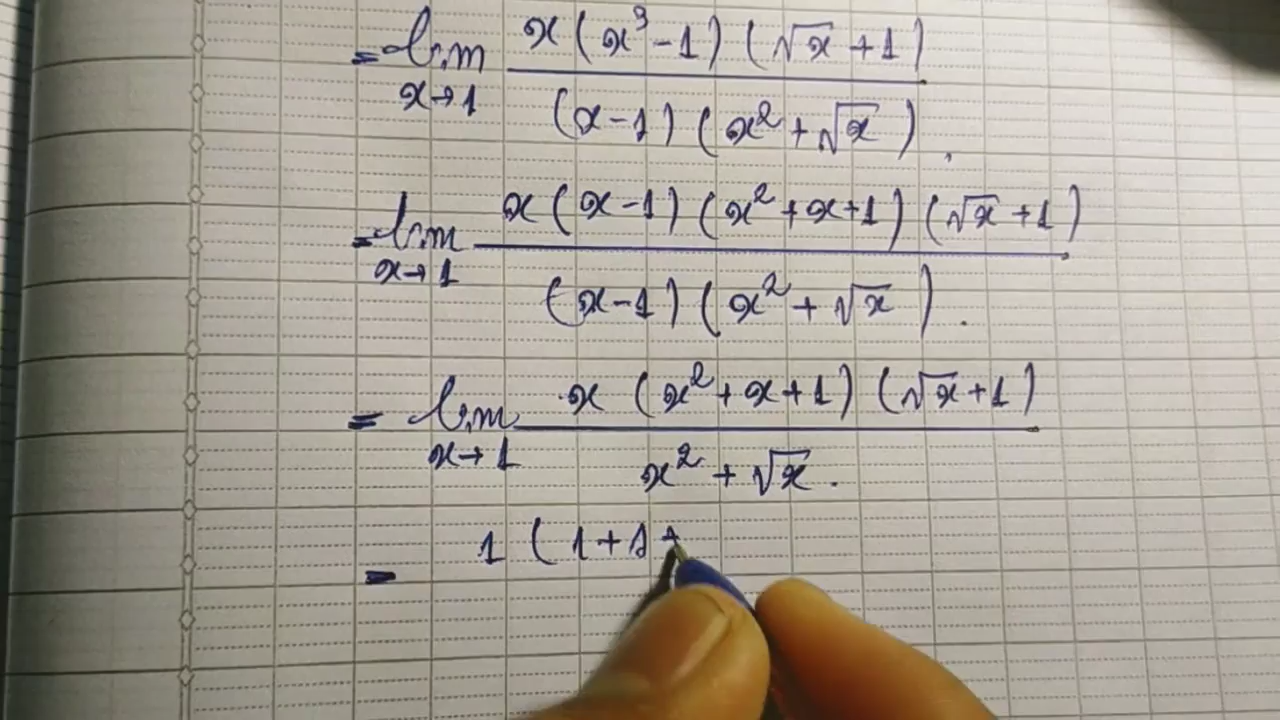 = lim x→1 x(x³-1)(√x+1) / (x-1)(x²+√x).
= lim x→1 x(x-1)(x²+x+1)(√x+1) / (x-1)(x²+√x).
= lim x→1 x(x²+x+1)(√x+1) / x²+√x.
= 1(1+1+